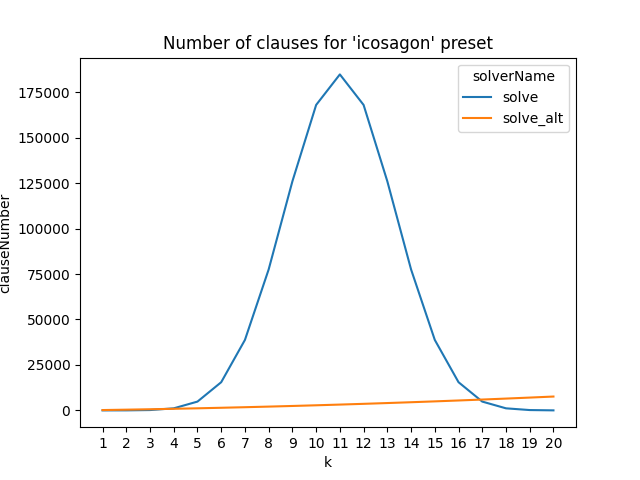 Number of clauses for 'icosagon' preset
solverName
solve
solve_alt
clauseNumber
175000
150000
125000
100000
75000
50000
25000
0
1 2 3 4 5 6 7 8 9 10 11 12 13 14 15 16 17 18 19 20
k